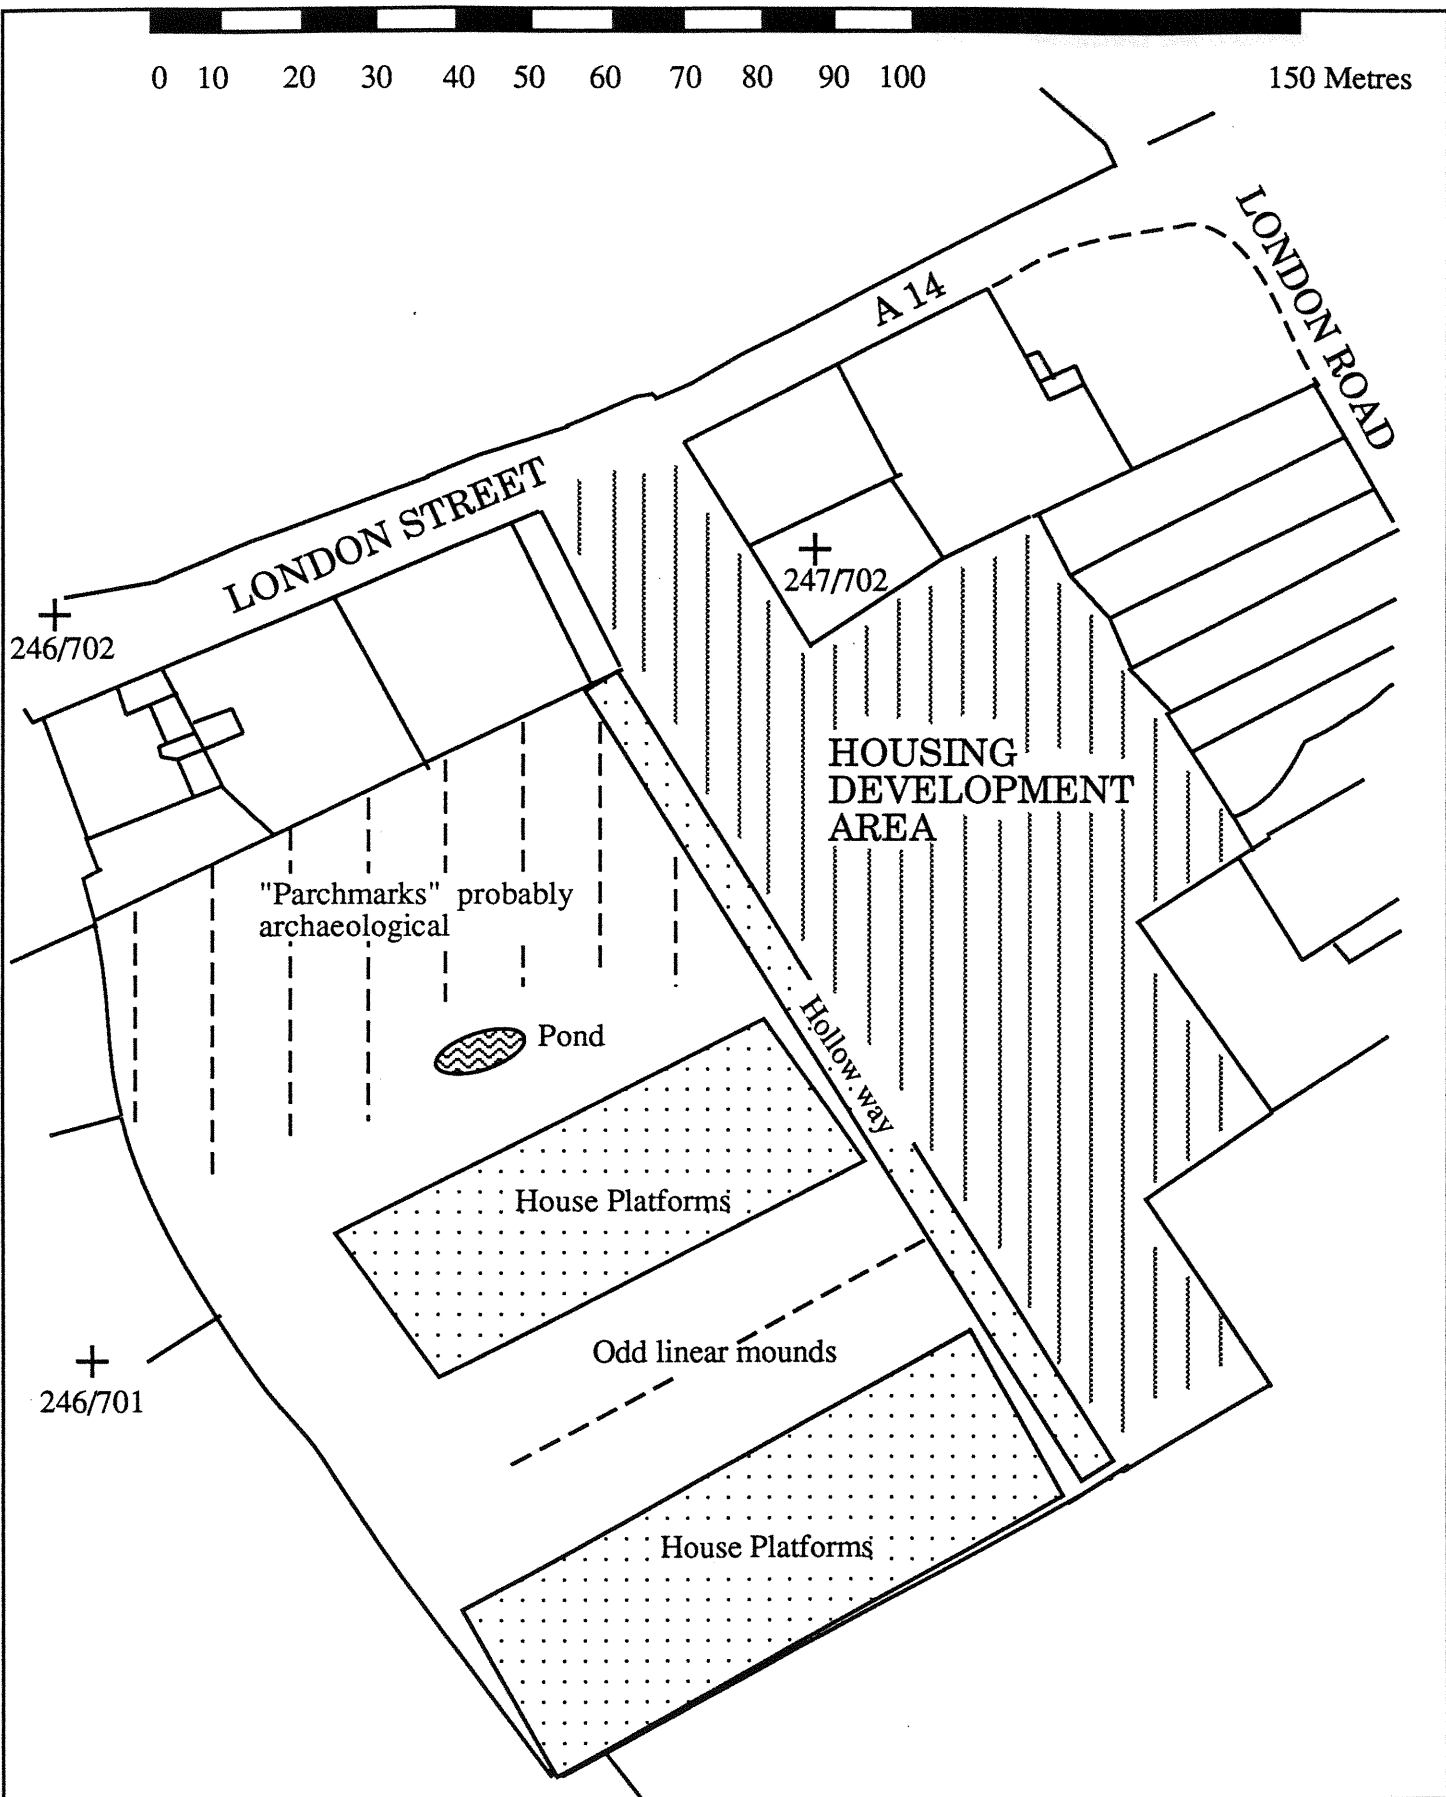 0 10 20 30 40 50 60 70 80 90 100 150 Metres
LONDON ROAD
A 14
LONDON STREET
247/702
246/702
HOUSING
DEVELOPMENT
AREA
"Parchmarks" probably
archaeological
Pond
Hollow way
House Platforms
Odd linear mounds
246/701
House Platforms